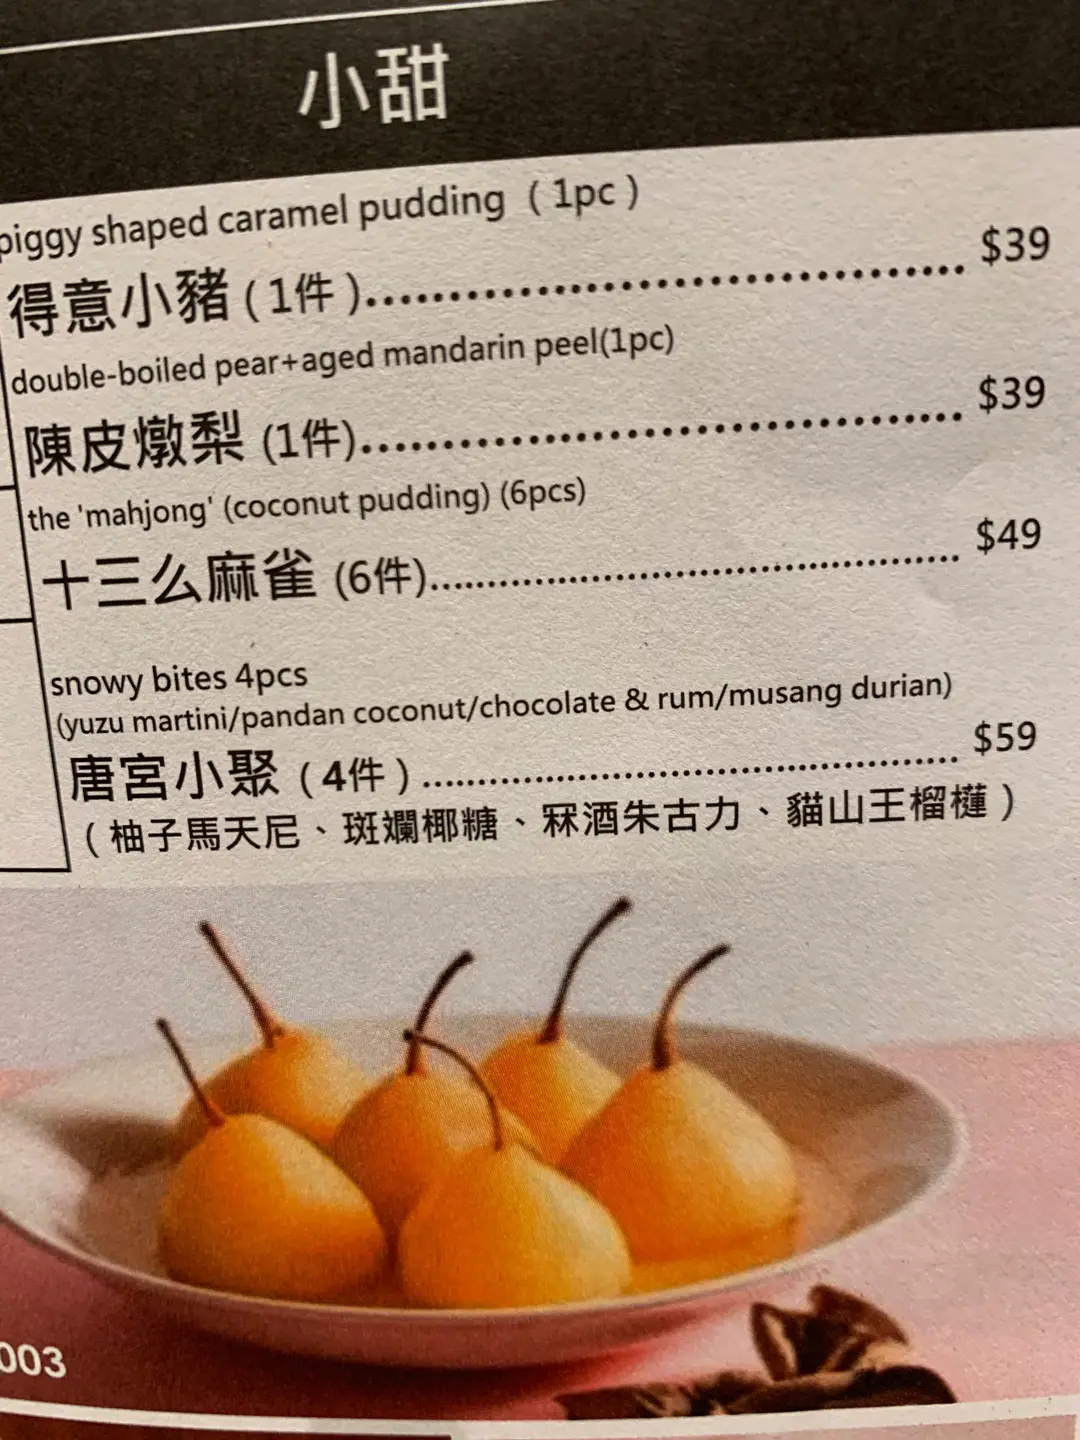 小甜
piggy shaped caramel pudding ( 1pc )
得意小豬 ( 1件 )........................................ $39
double-boiled pear+aged mandarin peel(1pc)
陳皮燉梨 (1件)........................................ $39
the 'mahjong' (coconut pudding) (6pcs)
十三么麻雀 (6件)........................................ $49
snowy bites 4pcs
(yuzu martini/pandan coconut/chocolate & rum/musang durian)
唐宮小聚 ( 4件 ) ........................................ $59
( 柚子馬天尼、斑斕椰糖、冧酒朱古力、貓山王榴槤 )
003